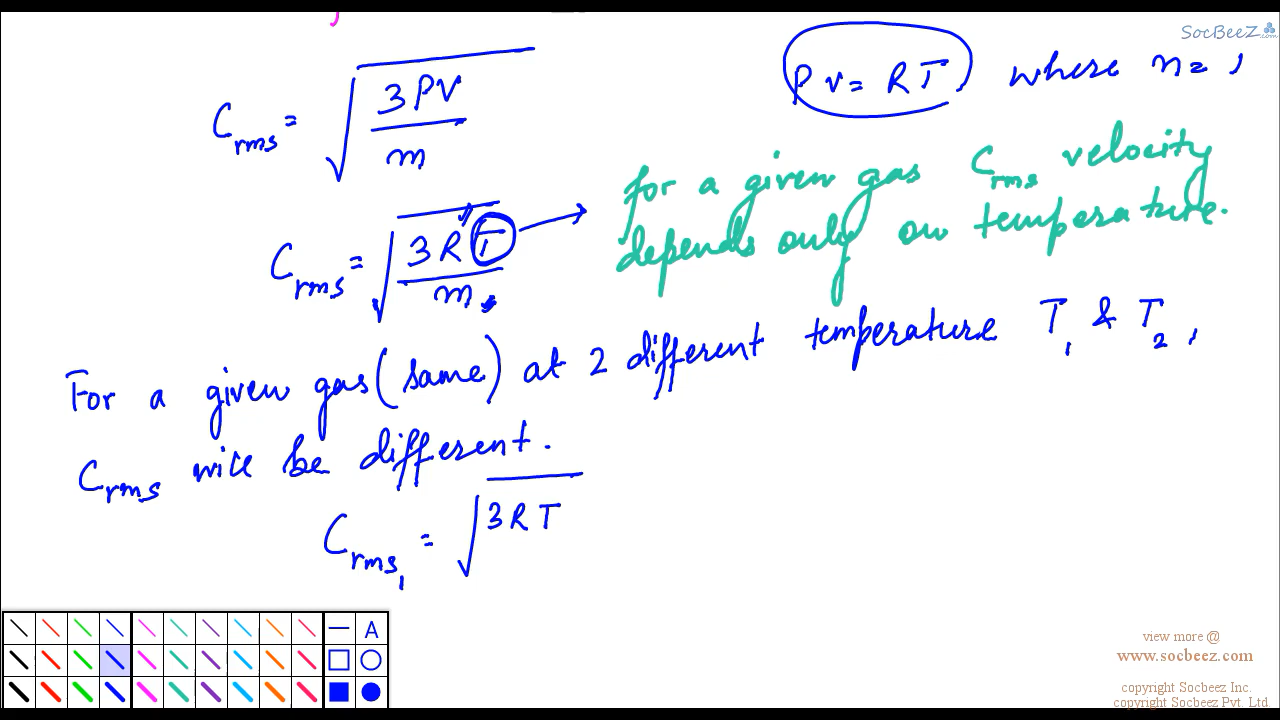 SocBeeZ.com
C_rms = √(3PV/m)
PV = RT where n = 1
C_rms = √(3RT/m)
for a given gas C_rms velocity
depends only on temperature.
For a given gas (same) at 2 different temperature T₁ & T₂,
C_rms will be different.
C_rms₁ = √3RT
A
view more @
www.socbeez.com
copyright Socbeez Inc.
copyright Socbeez Pvt. Ltd.